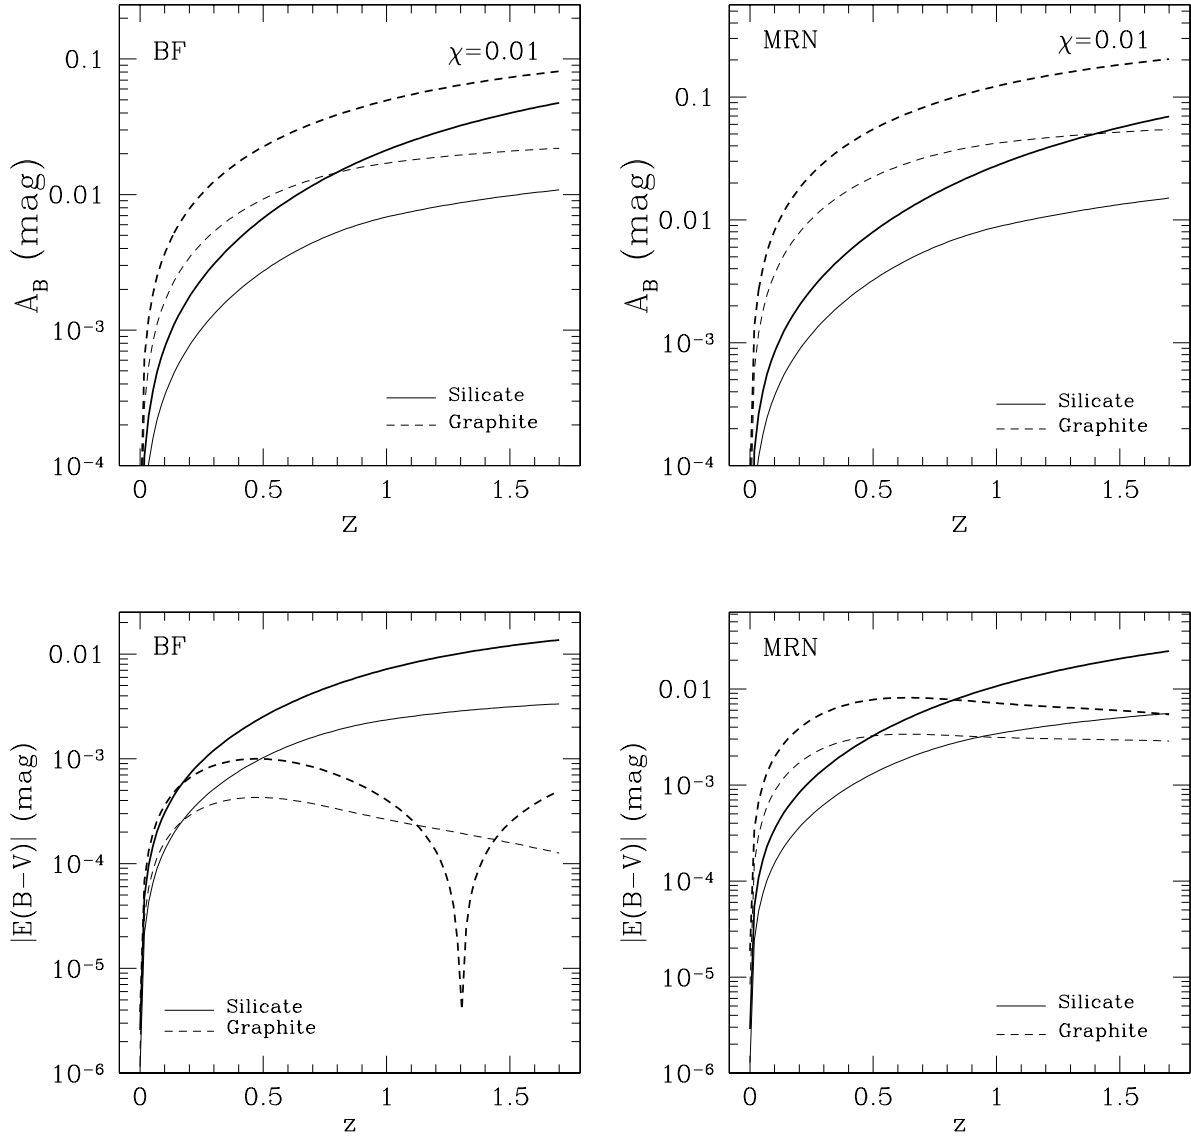 BF
χ=0.01
0.1
0.01
10⁻³
10⁻⁴
A_B (mag)
Silicate
Graphite
0 0.5 1 1.5
z
MRN
χ=0.01
0.1
0.01
10⁻³
10⁻⁴
A_B (mag)
Silicate
Graphite
0 0.5 1 1.5
z
BF
0.01
10⁻³
10⁻⁴
10⁻⁵
10⁻⁶
|E(B−V)| (mag)
Silicate
Graphite
0 0.5 1 1.5
z
MRN
0.01
10⁻³
10⁻⁴
10⁻⁵
10⁻⁶
|E(B−V)| (mag)
Silicate
Graphite
0 0.5 1 1.5
z